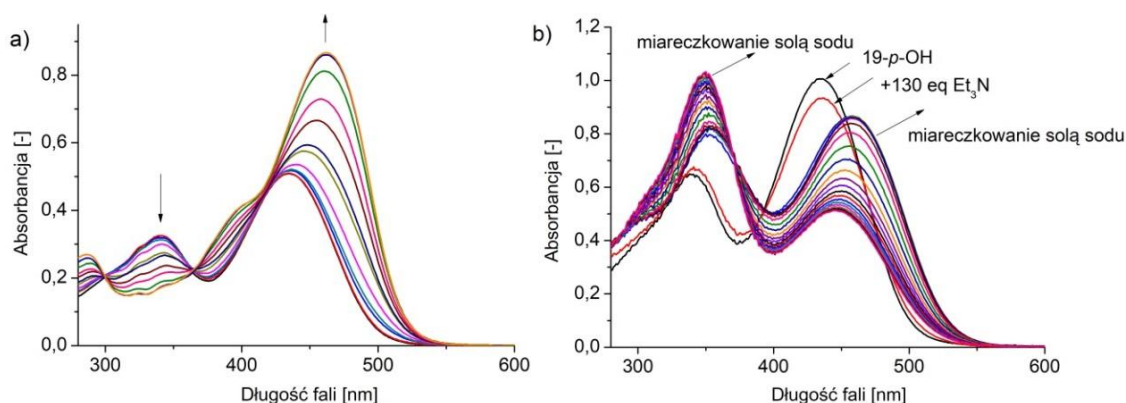 a)
Absorbancja [-]
0,8
0,6
0,4
0,2
0,0
300
400
500
600
Długość fali [nm]
b)
Absorbancja [-]
1,2
1,0
0,8
0,6
0,4
0,2
0,0
300
400
500
600
Długość fali [nm]
miareczkowanie solą sodu
19-p-OH
+130 eq Et₃N
miareczkowanie solą sodu